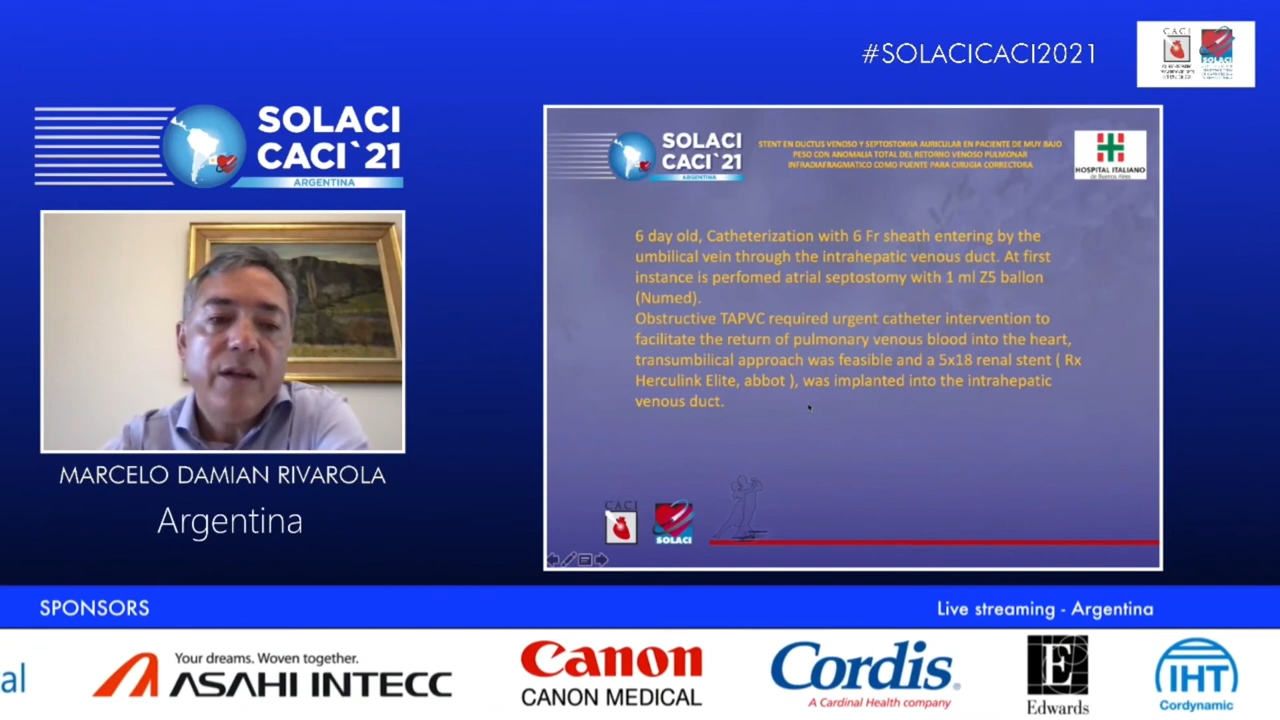 #SOLACICACI2021
CACI
SOLACI
SOLACI
CACI`21
ARGENTINA
SOLACI
CACI`21
ARGENTINA
STENT EN DUCTUS VENOSO Y SEPTOSTOMIA AURICULAR EN PACIENTE DE MUY BAJO
PESO CON ANOMALIA TOTAL DEL RETORNO VENOSO PULMONAR
INFRADIAFRAGMATICO COMO PUENTE PARA CIRUGIA CORRECTORA
HOSPITAL ITALIANO
de Buenos Aires
6 day old, Catheterization with 6 Fr sheath entering by the
umbilical vein through the intrahepatic venous duct. At first
instance is perfomed atrial septostomy with 1 ml Z5 ballon
(Numed).
Obstructive TAPVC required urgent catheter intervention to
facilitate the return of pulmonary venous blood into the heart,
transumbilical approach was feasible and a 5x18 renal stent ( Rx
Herculink Elite, abbot ), was implanted into the intrahepatic
venous duct.
CACI
SOLACI
MARCELO DAMIAN RIVAROLA
Argentina
SPONSORS
Live streaming - Argentina
al
Your dreams. Woven together.
ASAHI INTECC
Canon
CANON MEDICAL
Cordis
A Cardinal Health company
E
Edwards
IHT
Cordynamic